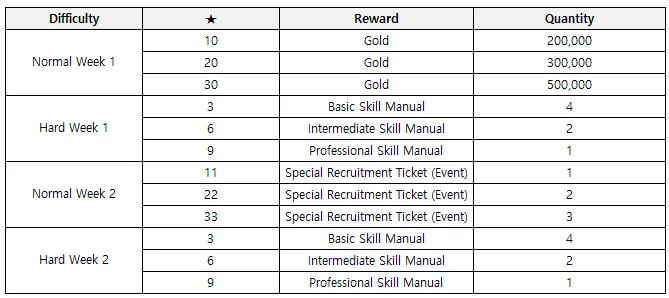 Difficulty ★ Reward Quantity
10 Gold 200,000
Normal Week 1 20 Gold 300,000
30 Gold 500,000
3 Basic Skill Manual 4
Hard Week 1 6 Intermediate Skill Manual 2
9 Professional Skill Manual 1
11 Special Recruitment Ticket (Event) 1
Normal Week 2 22 Special Recruitment Ticket (Event) 2
33 Special Recruitment Ticket (Event) 3
3 Basic Skill Manual 4
Hard Week 2 6 Intermediate Skill Manual 2
9 Professional Skill Manual 1